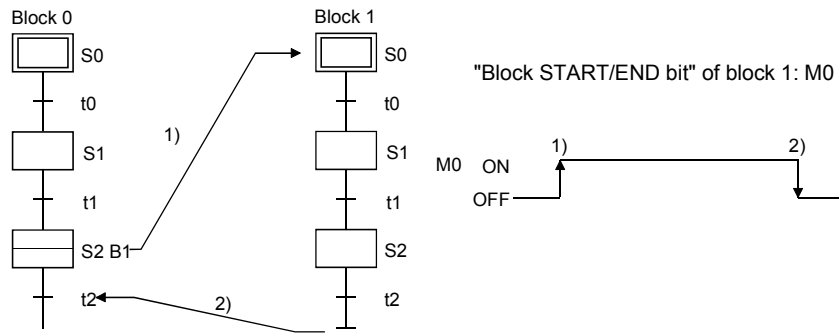 Block 0
Block 1
S0
S0
"Block START/END bit" of block 1: M0
t0
t0
1)
1)
2)
S1
S1
M0 ON
OFF
t1
t1
S2 B1
S2
t2
2)
t2